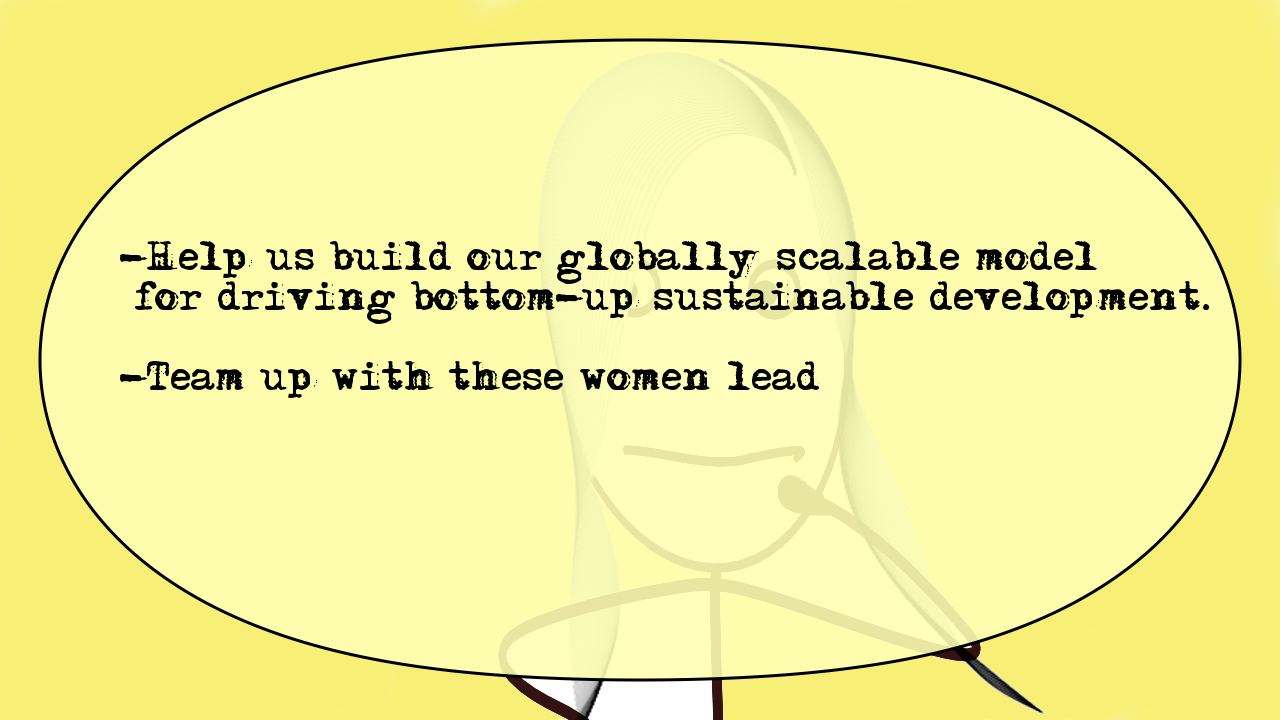 -Help us build our globally scalable model
for driving bottom-up sustainable development.
-Team up with these women lead